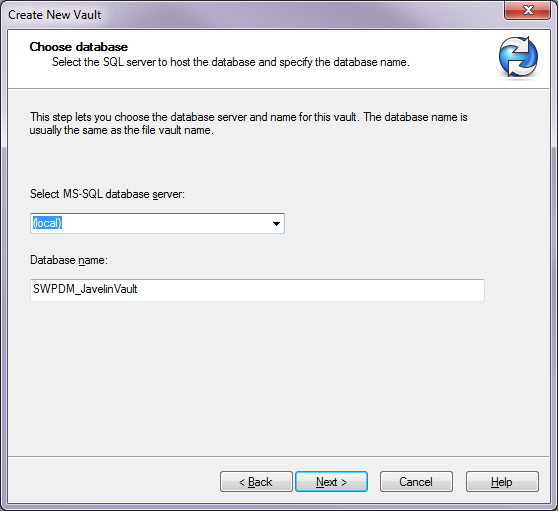 Create New Vault
Choose database
Select the SQL server to host the database and specify the database name.
This step lets you choose the database server and name for this vault. The database name is
usually the same as the file vault name.
Select MS-SQL database server:
(local)
Database name:
SWPDM_JavelinVault
< Back
Next >
Cancel
Help